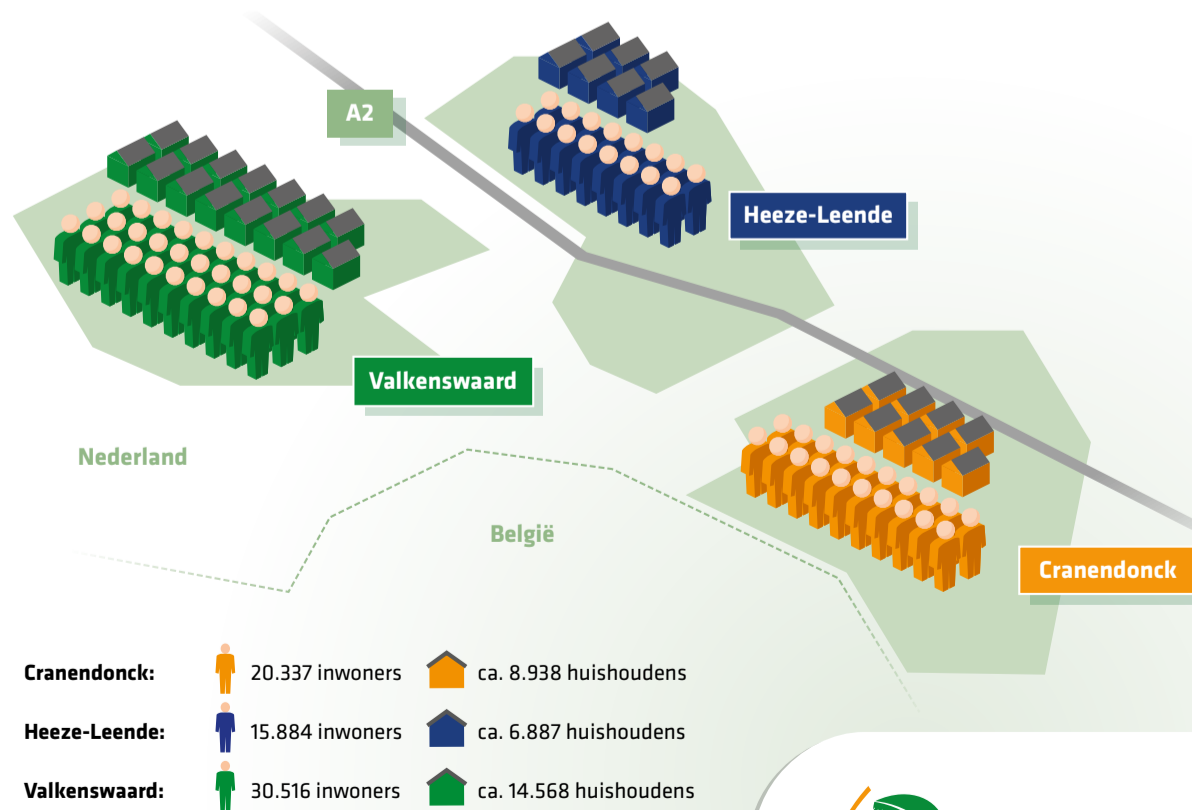 A2
Heeze-Leende
Valkenswaard
Nederland
België
Cranendonck
Cranendonck: 20.337 inwoners ca. 8.938 huishoudens
Heeze-Leende: 15.884 inwoners ca. 6.887 huishoudens
Valkenswaard: 30.516 inwoners ca. 14.568 huishoudens